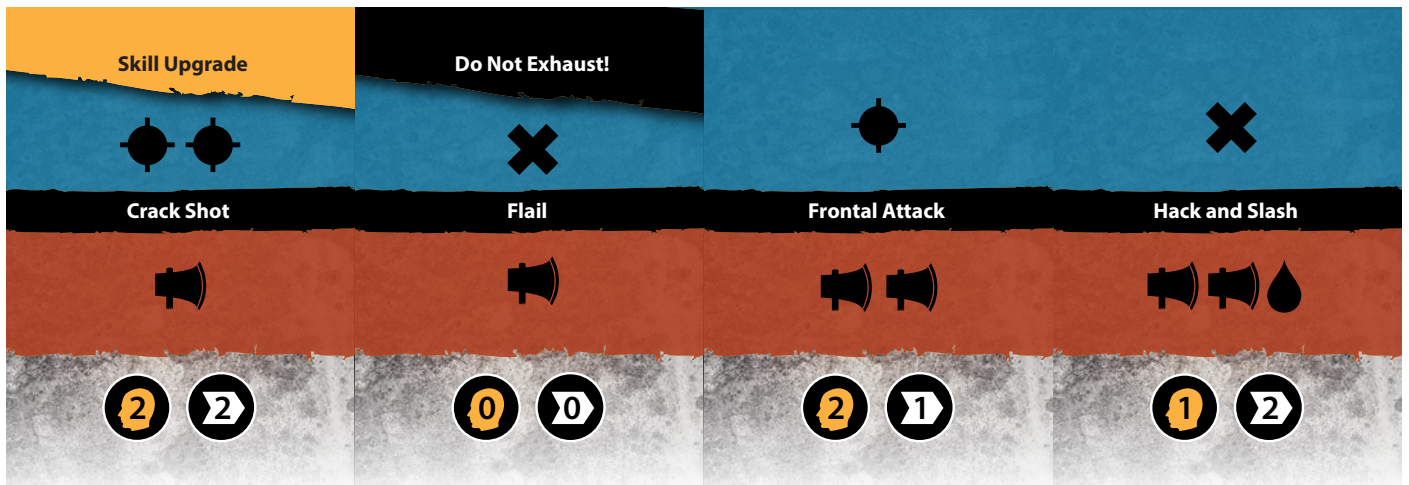 Skill Upgrade
Do Not Exhaust!
Crack Shot
Flail
Frontal Attack
Hack and Slash
2 2
0 0
2 1
1 2